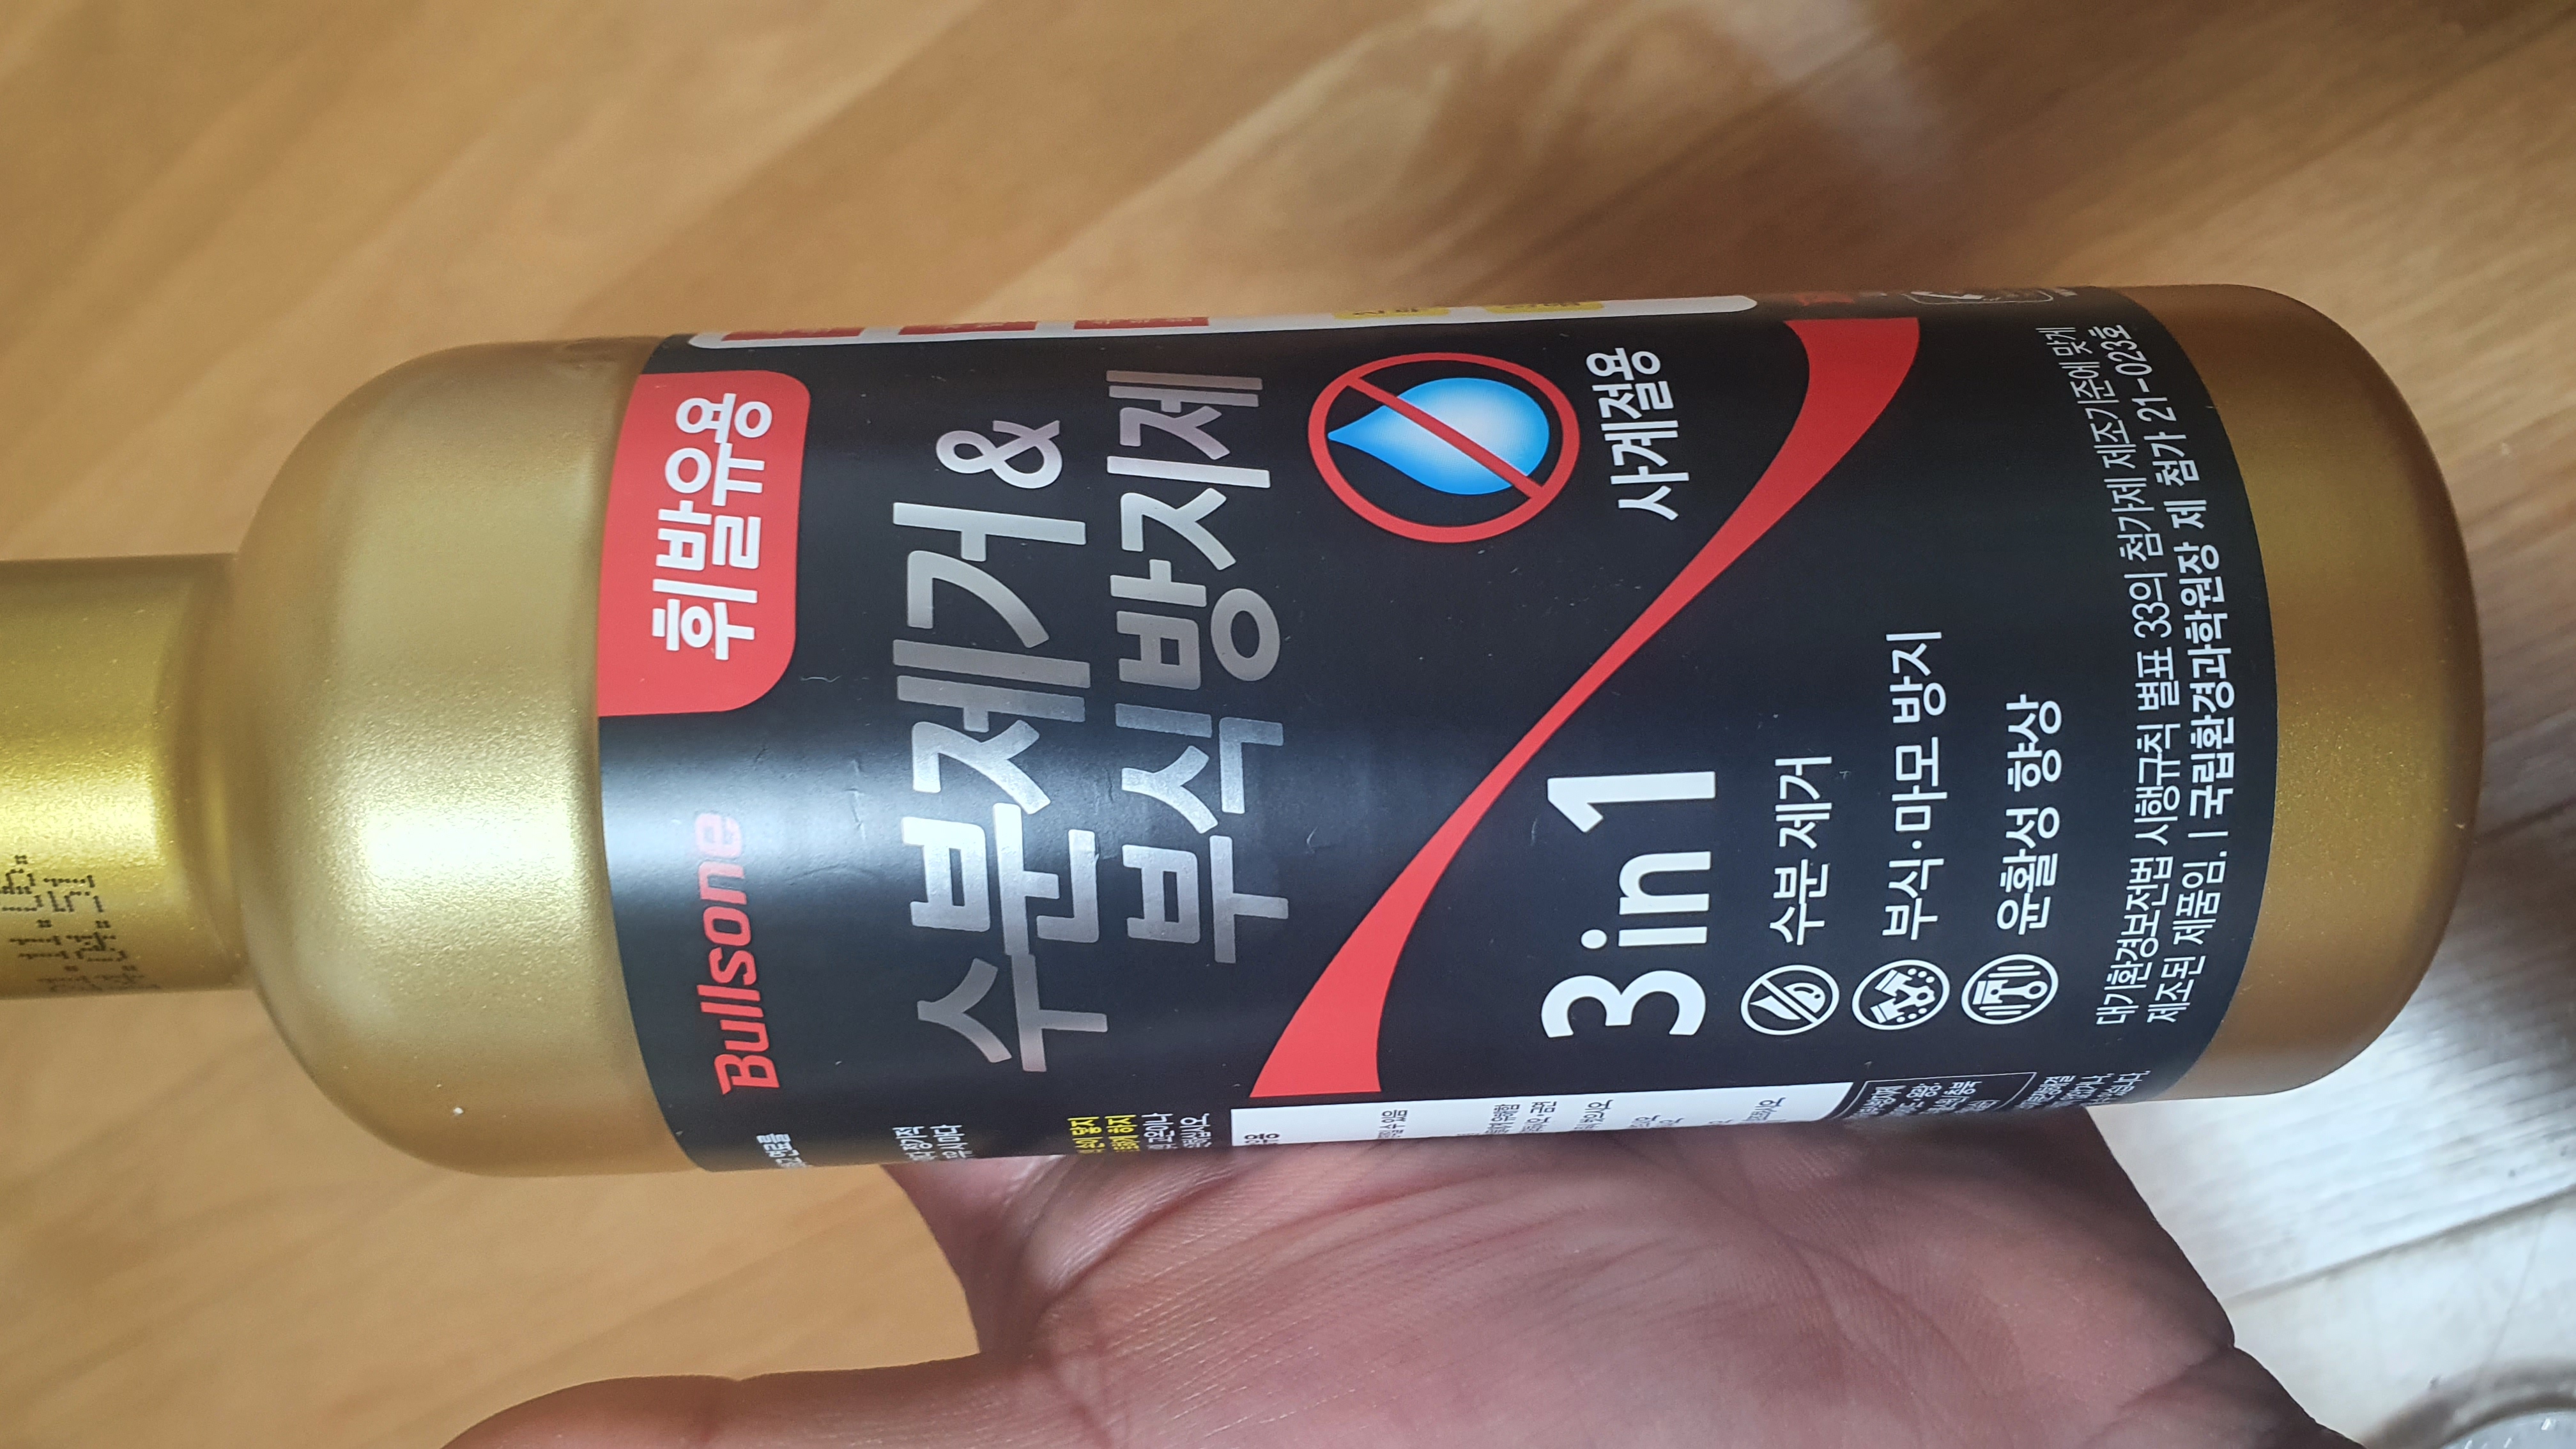 Bullsone
휘발유용
수분제거 &
부식방지제
사계절용
3 in 1
수분 제거
부식·마모 방지
윤활성 향상
대기환경보전법 시행규칙 별표 33의 첨가제 제조기준에 맞게
제조된 제품임. | 국립환경과학원장 제 첨가 21-023호